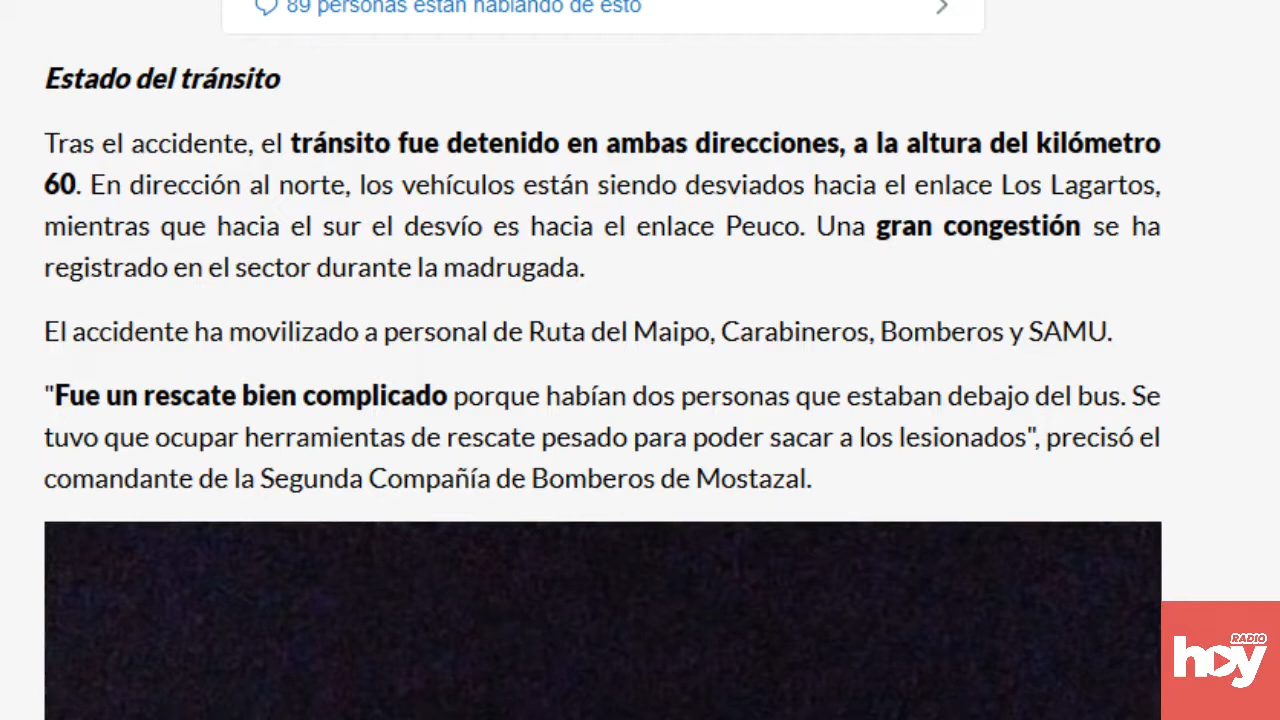 89 personas están hablando de esto
Estado del tránsito
Tras el accidente, el tránsito fue detenido en ambas direcciones, a la altura del kilómetro
60. En dirección al norte, los vehículos están siendo desviados hacia el enlace Los Lagartos,
mientras que hacia el sur el desvío es hacia el enlace Peuco. Una gran congestión se ha
registrado en el sector durante la madrugada.
El accidente ha movilizado a personal de Ruta del Maipo, Carabineros, Bomberos y SAMU.
"Fue un rescate bien complicado porque habían dos personas que estaban debajo del bus. Se
tuvo que ocupar herramientas de rescate pesado para poder sacar a los lesionados", precisó el
comandante de la Segunda Compañía de Bomberos de Mostazal.
RADIO
hoy